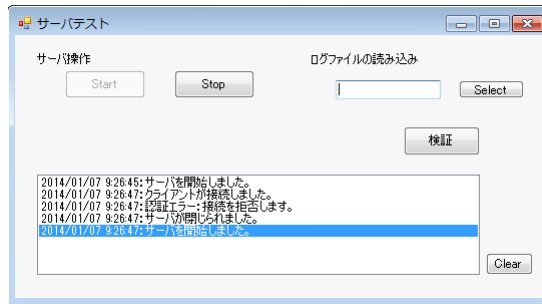 サーバテスト
サーバ操作
ログファイルの読み込み
Start
Stop
Select
検証
2014/01/07 9:26:45:サーバを開始しました。
2014/01/07 9:26:47:クライアントが接続しました。
2014/01/07 9:26:47:認証エラー:接続を拒否します。
2014/01/07 9:26:47:サーバが閉じられました。
2014/01/07 9:26:47:サーバを開始しました。
Clear